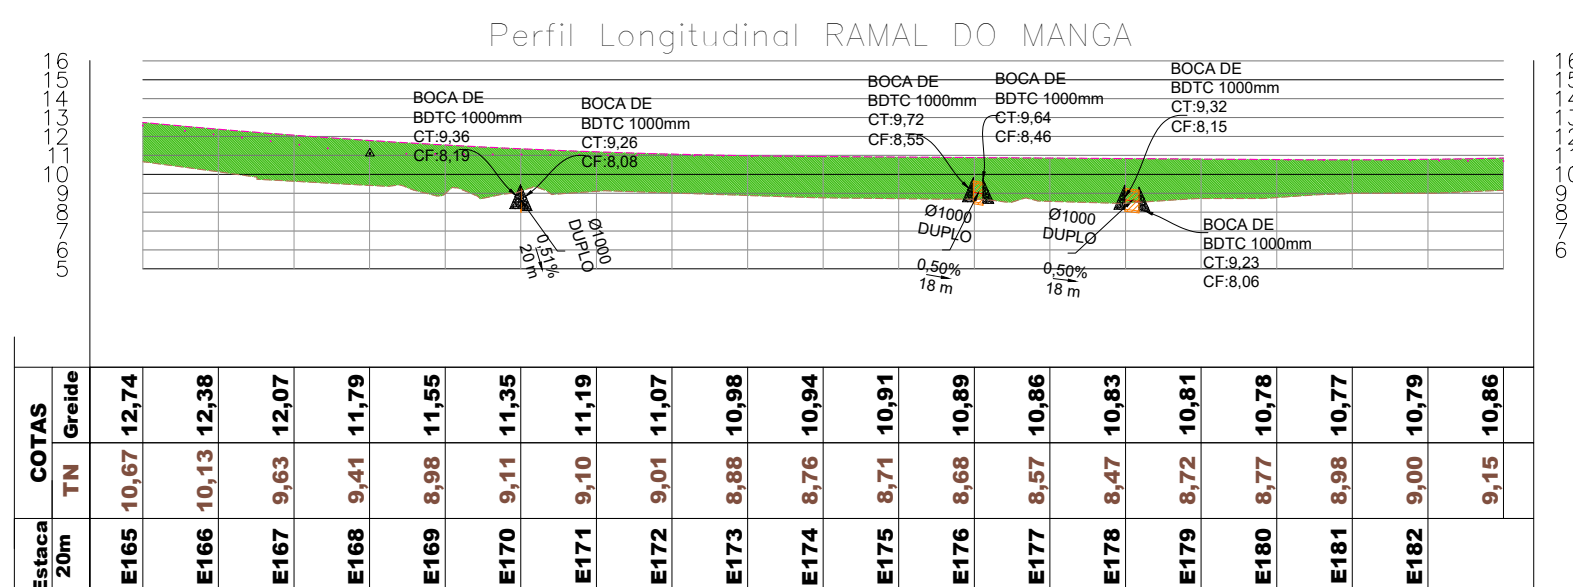 Perfil Longitudinal RAMAL DO MANGA
16
15
14
13
12
11
10
9
8
7
6
5
BOCA DE
BDTC 1000mm
CT:9,36
CF:8,19
BOCA DE
BDTC 1000mm
CT:9,26
CF:8,08
BOCA DE
BDTC 1000mm
CT:9,72
CF:8,55
BOCA DE
BDTC 1000mm
CT:9,64
CF:8,46
BOCA DE
BDTC 1000mm
CT:9,32
CF:8,15
BOCA DE
BDTC 1000mm
CT:9,23
CF:8,06
Ø1000
DUPLO
0,51%
20 m
Ø1000
DUPLO
0,50%
18 m
Ø1000
DUPLO
0,50%
18 m
COTAS
Greide 12,74 12,38 12,07 11,79 11,55 11,35 11,19 11,07 10,98 10,94 10,91 10,89 10,86 10,83 10,81 10,78 10,77 10,79 10,86
TN 10,67 10,13 9,63 9,41 8,98 9,11 9,10 9,01 8,88 8,76 8,71 8,68 8,57 8,47 8,72 8,77 8,98 9,00 9,15
Estaca
20m
E165 E166 E167 E168 E169 E170 E171 E172 E173 E174 E175 E176 E177 E178 E179 E180 E181 E182